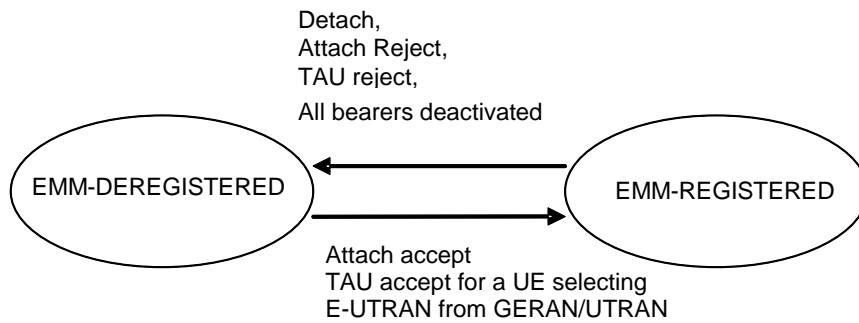 Detach,
Attach Reject,
TAU reject,
All bearers deactivated
EMM-DEREGISTERED
EMM-REGISTERED
Attach accept
TAU accept for a UE selecting
E-UTRAN from GERAN/UTRAN